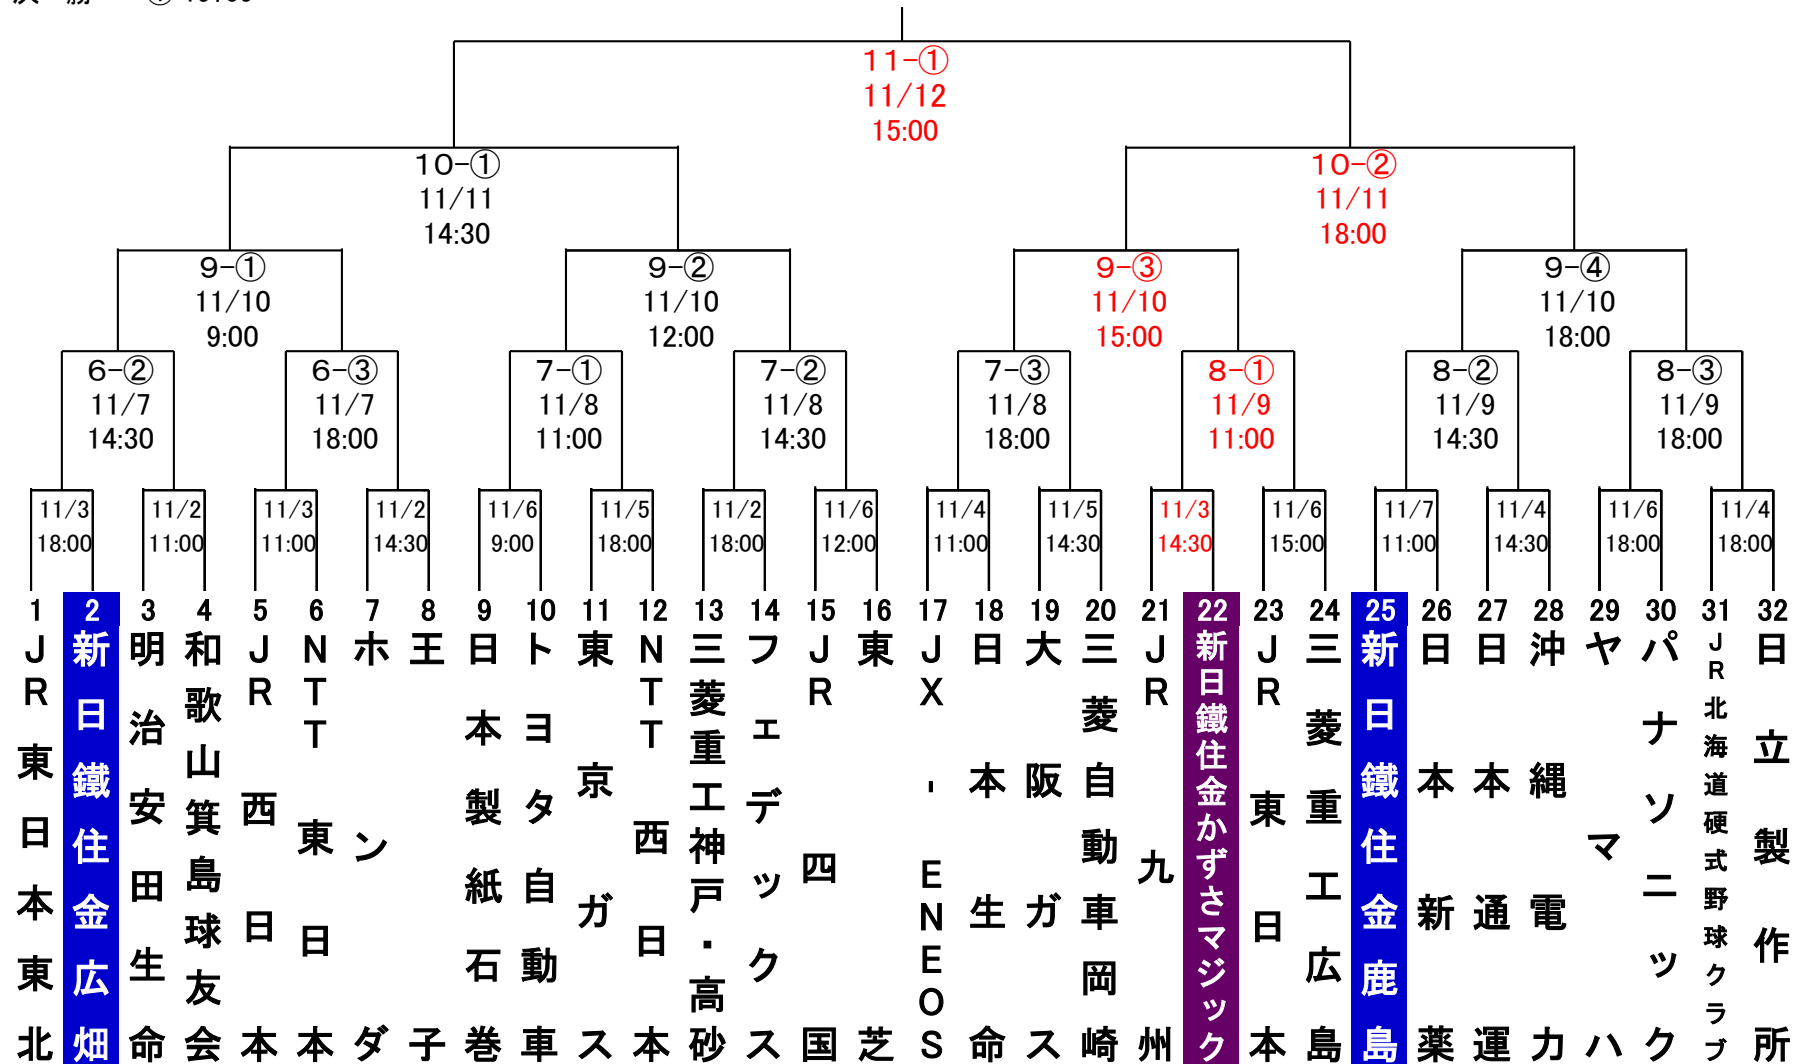 11-①
11/12
15:00
10-①
11/11
14:30
10-②
11/11
18:00
9-①
11/10
9:00
9-②
11/10
12:00
9-③
11/10
15:00
9-④
11/10
18:00
6-②
11/7
14:30
6-③
11/7
18:00
7-①
11/8
11:00
7-②
11/8
14:30
7-③
11/8
18:00
8-①
11/9
11:00
8-②
11/9
14:30
8-③
11/9
18:00
11/3
18:00
11/2
11:00
11/3
11:00
11/2
14:30
11/6
9:00
11/5
18:00
11/2
18:00
11/6
12:00
11/4
11:00
11/5
14:30
11/3
14:30
11/6
15:00
11/7
11:00
11/4
14:30
11/6
18:00
11/4
18:00
1 JR東日本東北
2 新日鐵住金広畑
3 明治安田生命
4 和歌山箕島球友会
5 JR西日本
6 NTT東日本
7 ホンダ
8 王子
9 日本製紙石巻
10 トヨタ自動車
11 東京ガス
12 NTT西日本
13 三菱重工神戸・高砂
14 フェデックス
15 JR四国
16 東芝
17 JX-ENEOS
18 日本生命
19 大阪ガス
20 三菱自動車岡崎
21 JR九州
22 新日鐵住金かずさマジック
23 JR東日本
24 三菱重工広島
25 新日鐵住金鹿島
26 日本新薬
27 日本通運
28 沖縄電力
29 ヤマハ
30 パナソニック
31 JR北海道硬式野球クラブ
32 日立製作所